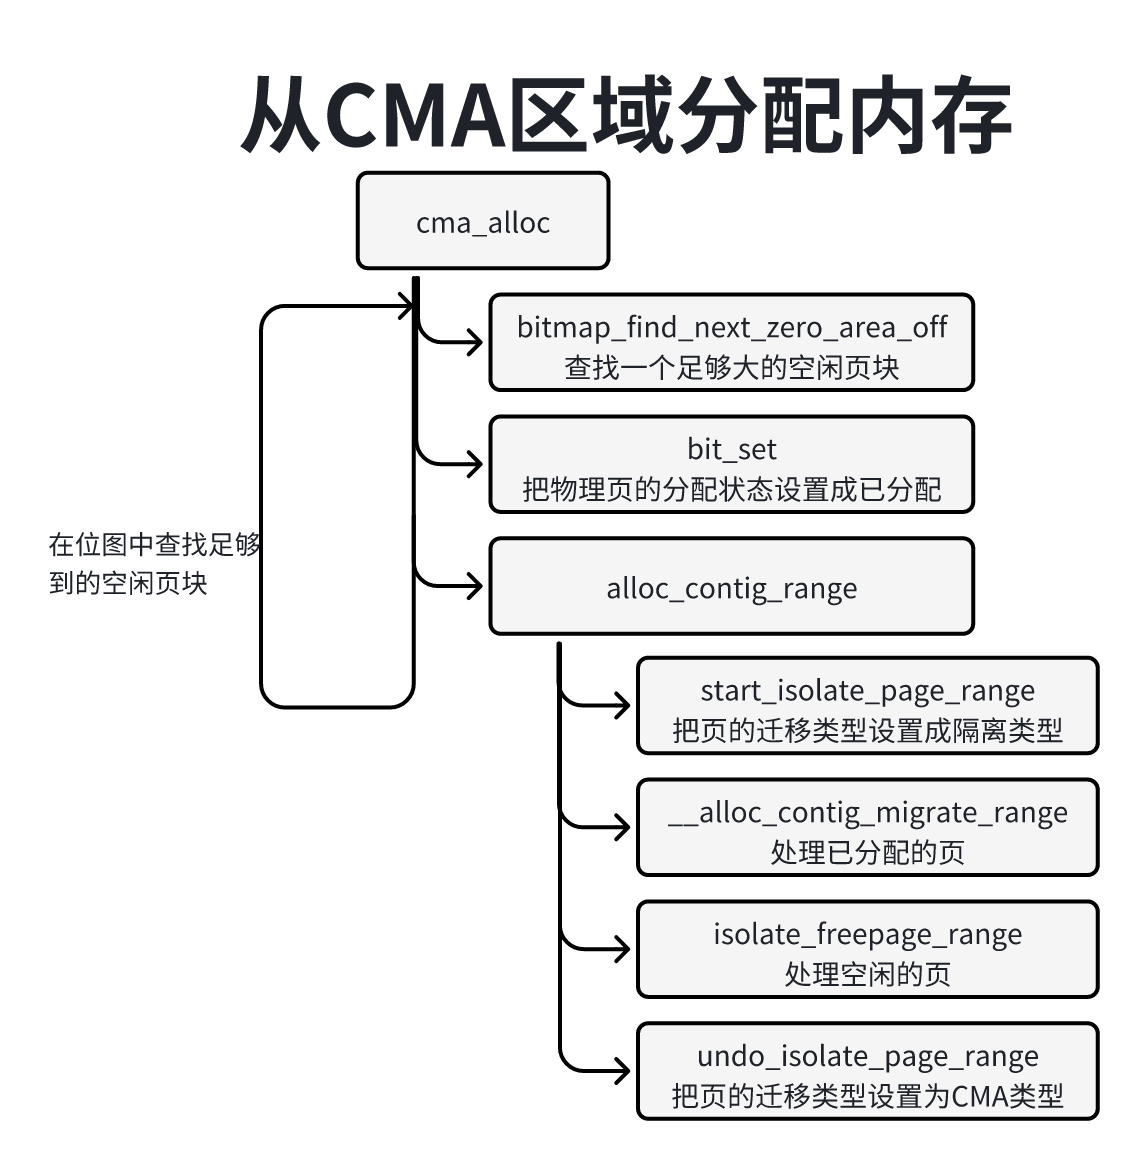 从CMA区域分配内存
cma_alloc
bitmap_find_next_zero_area_off
查找一个足够大的空闲页块
bit_set
把物理页的分配状态设置成已分配
在位图中查找足够
到的空闲页块
alloc_contig_range
start_isolate_page_range
把页的迁移类型设置成隔离类型
__alloc_contig_migrate_range
处理已分配的页
isolate_freepage_range
处理空闲的页
undo_isolate_page_range
把页的迁移类型设置为CMA类型